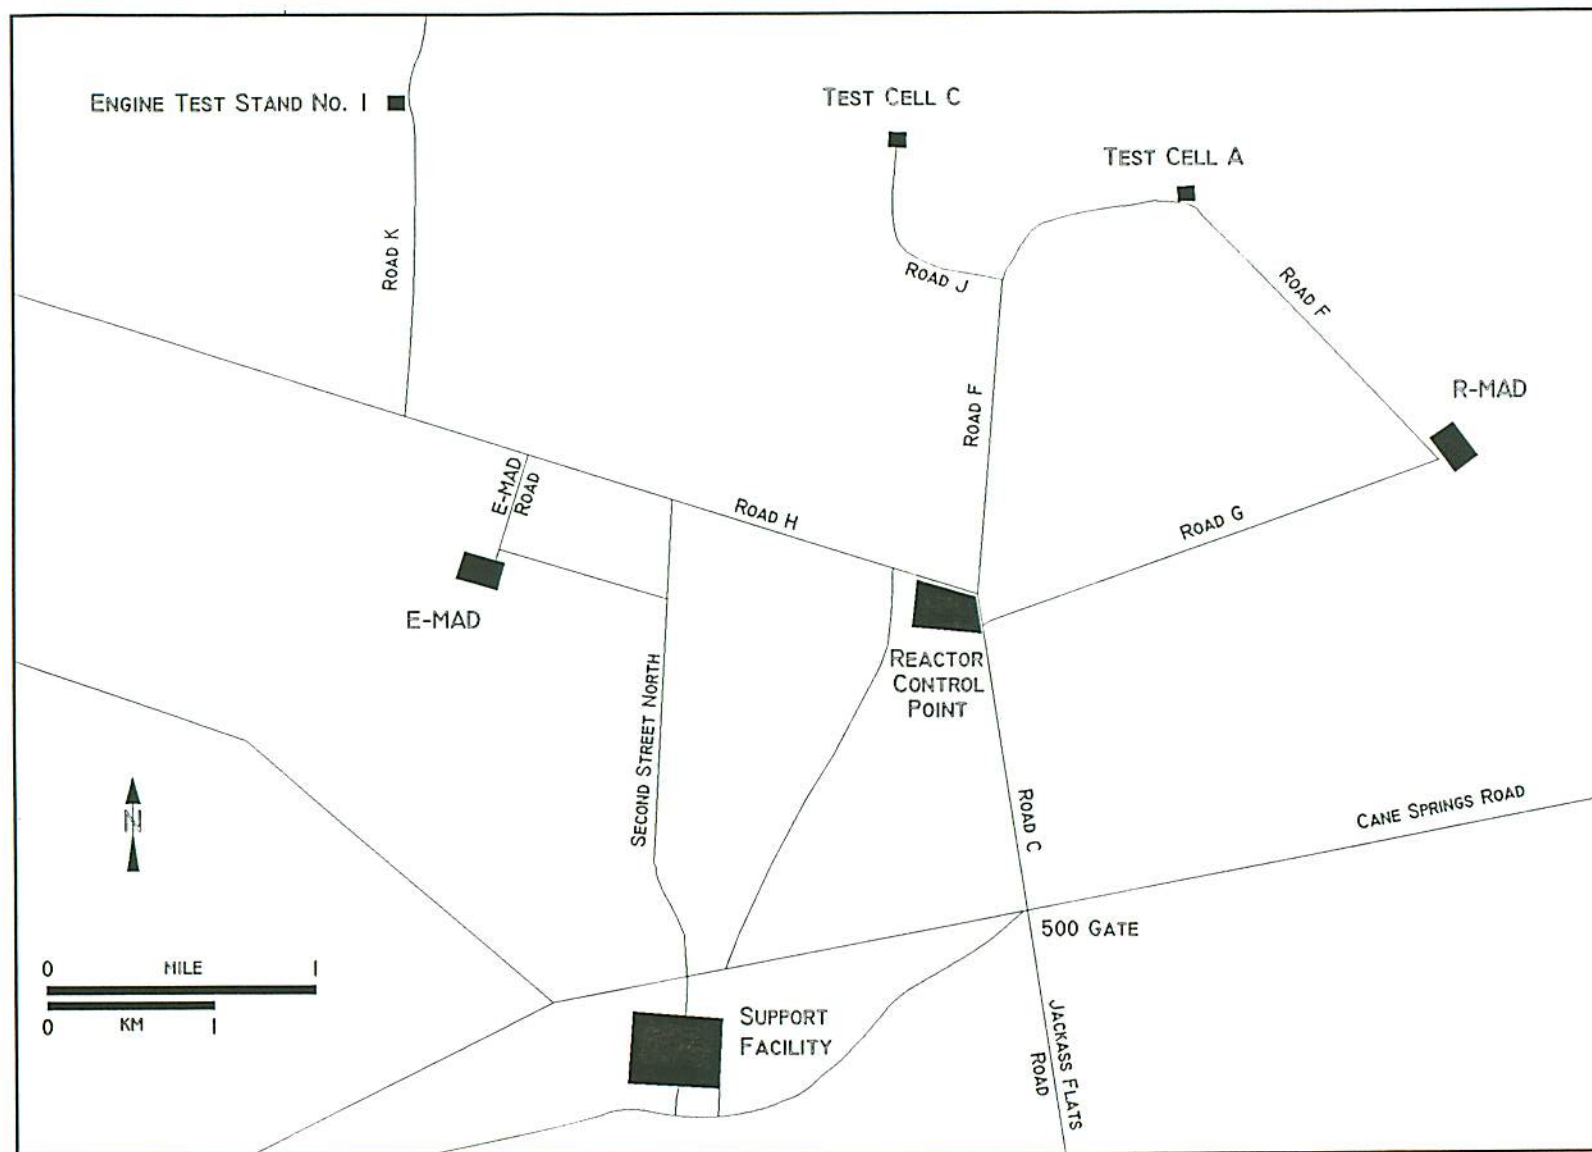 ENGINE TEST STAND NO. 1
TEST CELL C
TEST CELL A
ROAD K
ROAD J
ROAD F
ROAD F
R-MAD
E-MAD
ROAD
ROAD H
ROAD G
E-MAD
REACTOR
CONTROL
POINT
SECOND STREET NORTH
N
ROAD C
CANE SPRINGS ROAD
500 GATE
0 MILE 1
0 KM 1
SUPPORT
FACILITY
JACKASS FLATS
ROAD